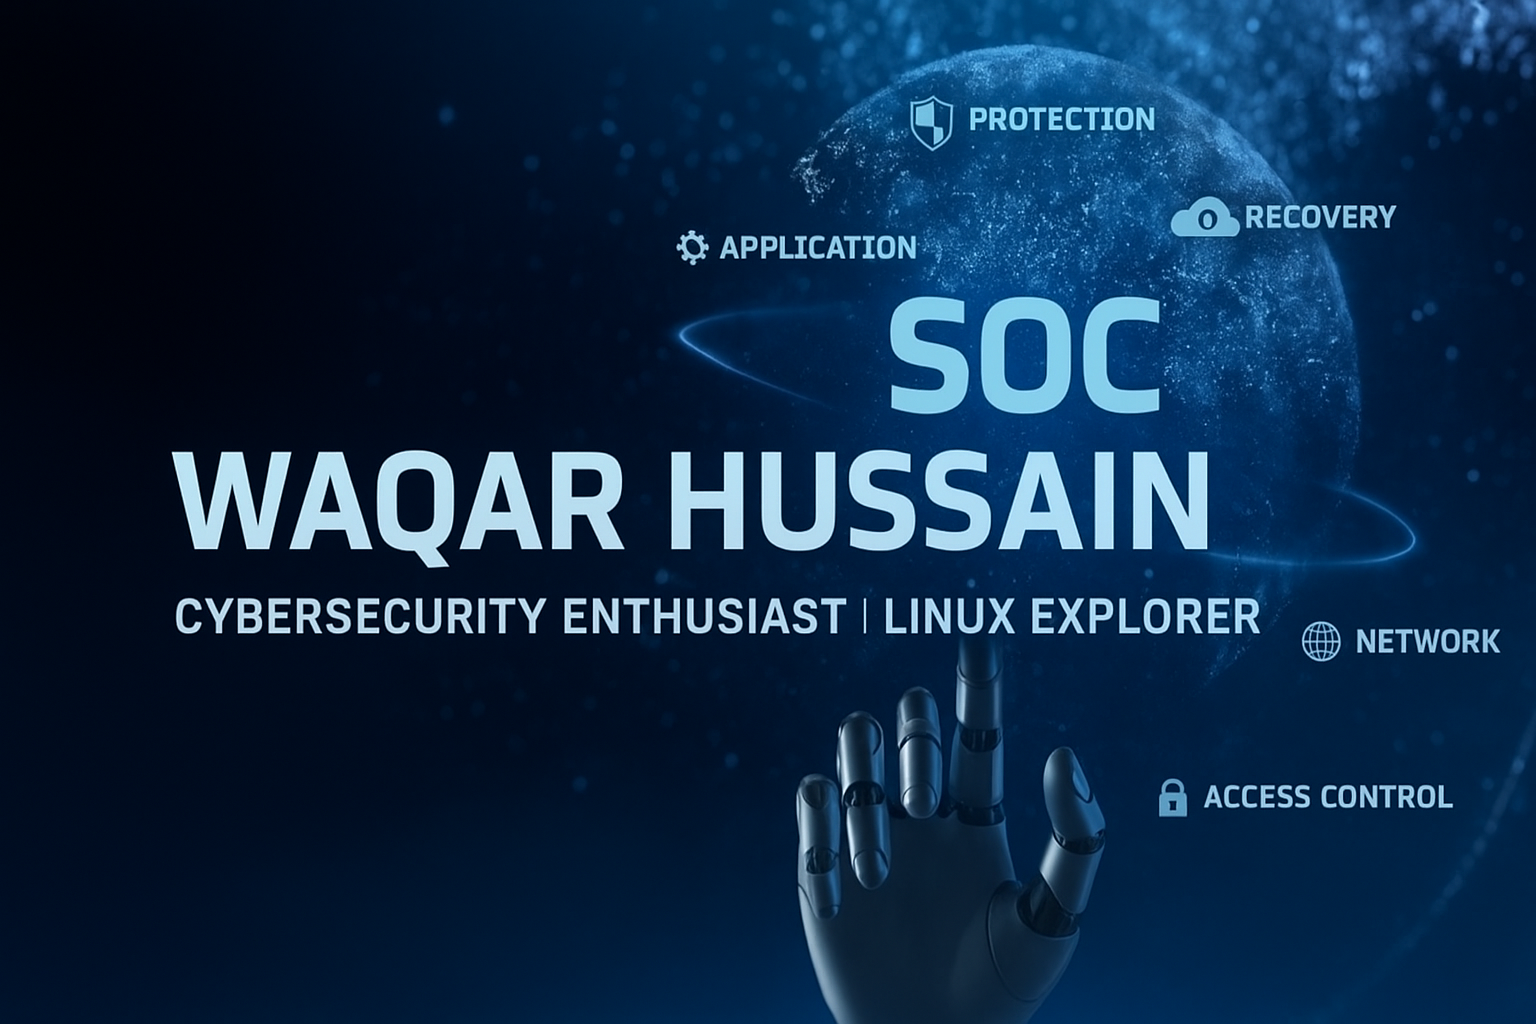 PROTECTION
RECOVERY
APPLICATION
SOC
WAQAR HUSSAIN
CYBERSECURITY ENTHUSIAST | LINUX EXPLORER
NETWORK
ACCESS CONTROL